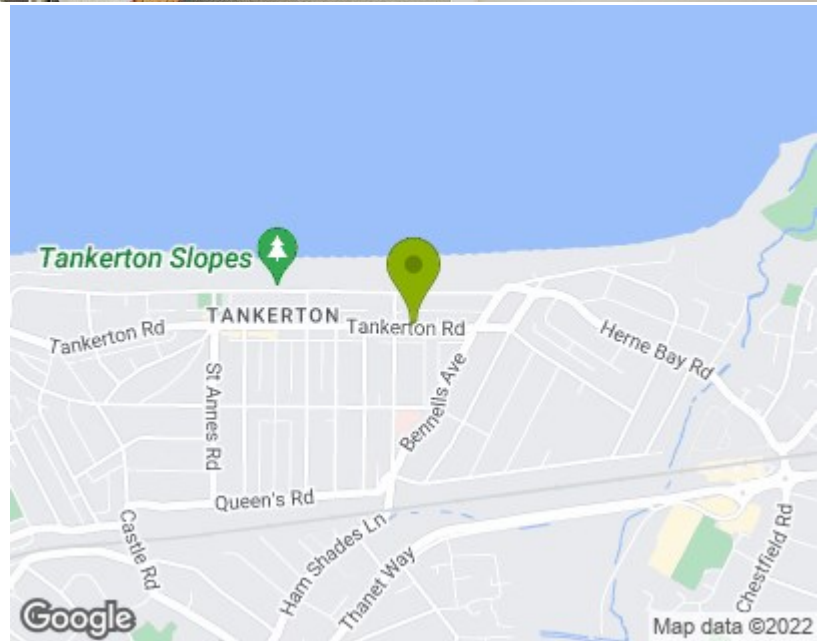 Tankerton Slopes
TANKERTON
Tankerton Rd
Tankerton Rd
Herne Bay Rd
St Annes Rd
Bennells Ave
Queen's Rd
Castle Rd
Ham Shades Ln
Thanet Way
Chestfield Rd
Google
Map data ©2022